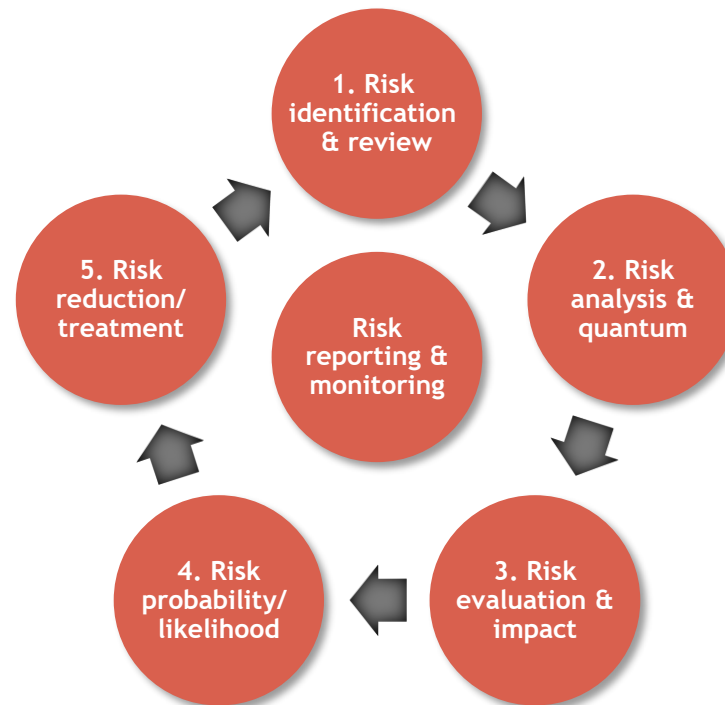 1. Risk
identification
& review
2. Risk
analysis &
quantum
3. Risk
evaluation &
impact
4. Risk
probability/
likelihood
5. Risk
reduction/
treatment
Risk
reporting &
monitoring